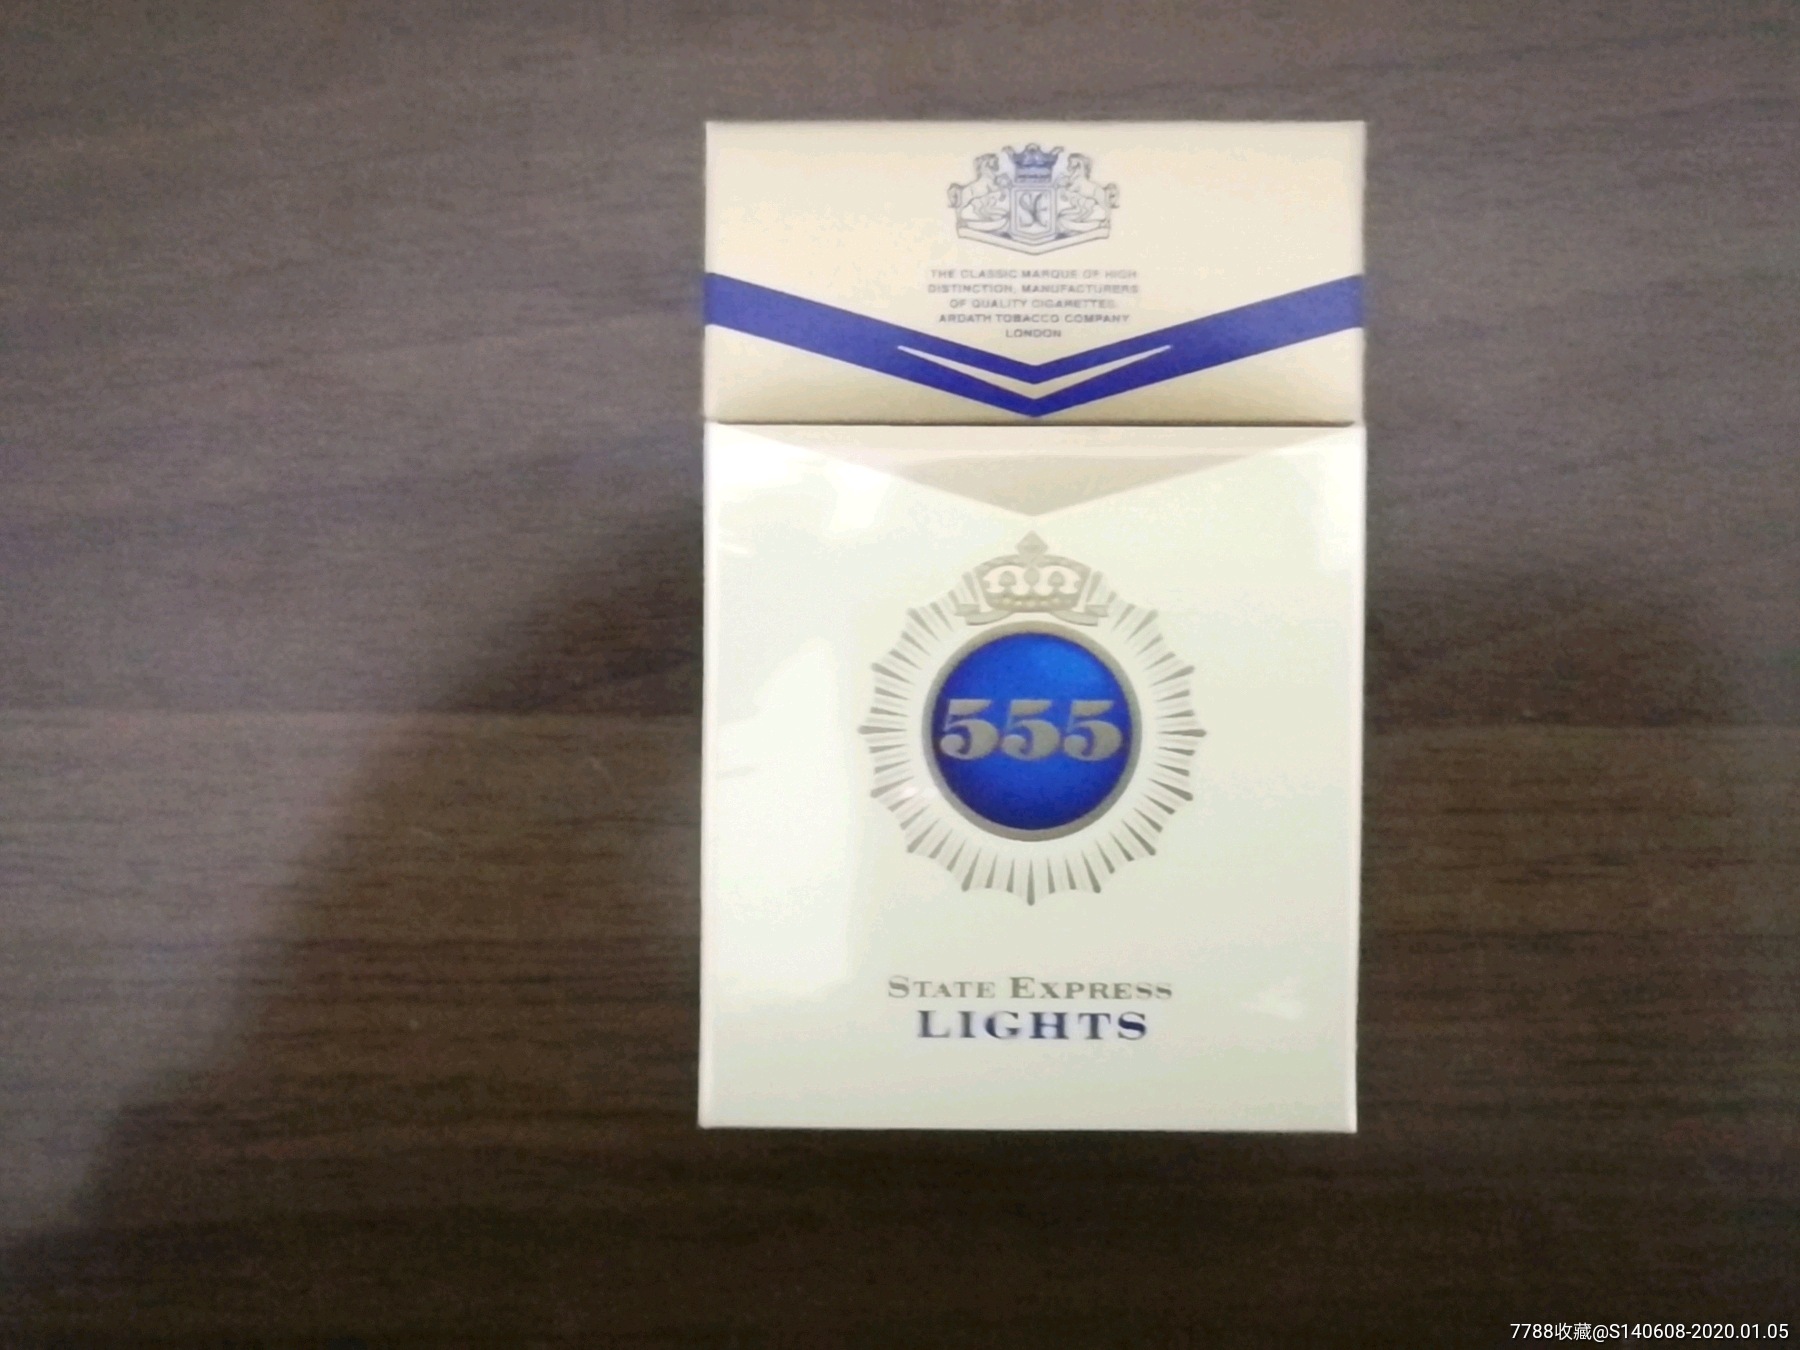 SE
THE CLASSIC MARQUE OF HIGH
DISTINCTION, MANUFACTURERS
OF QUALITY CIGARETTES
ARDATH TOBACCO COMPANY
LONDON
555
STATE EXPRESS
LIGHTS
7788收藏@S140608-2020.01.05